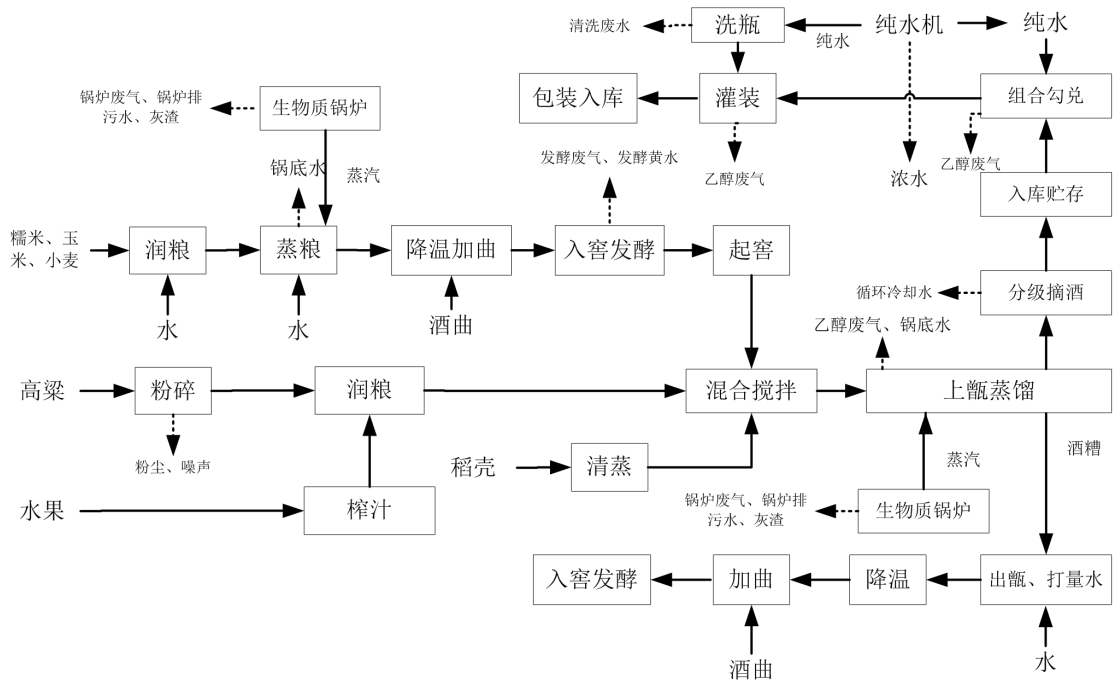 清洗废水
洗瓶
纯水
纯水机
纯水
锅炉废气、锅炉排
污水、灰渣
生物质锅炉
包装入库
灌装
组合勾兑
锅底水
蒸汽
发酵废气、发酵黄水
乙醇废气
浓水
乙醇废气
入库贮存
糯米、玉
米、小麦
润粮
蒸粮
降温加曲
入窖发酵
起窖
水
水
酒曲
循环冷却水
分级摘酒
乙醇废气、锅底水
高粱
粉碎
润粮
混合搅拌
上甑蒸馏
粉尘、噪声
稻壳
清蒸
蒸汽
酒糟
水果
榨汁
锅炉废气、锅炉排
污水、灰渣
生物质锅炉
入窖发酵
加曲
降温
出甑、打量水
酒曲
水